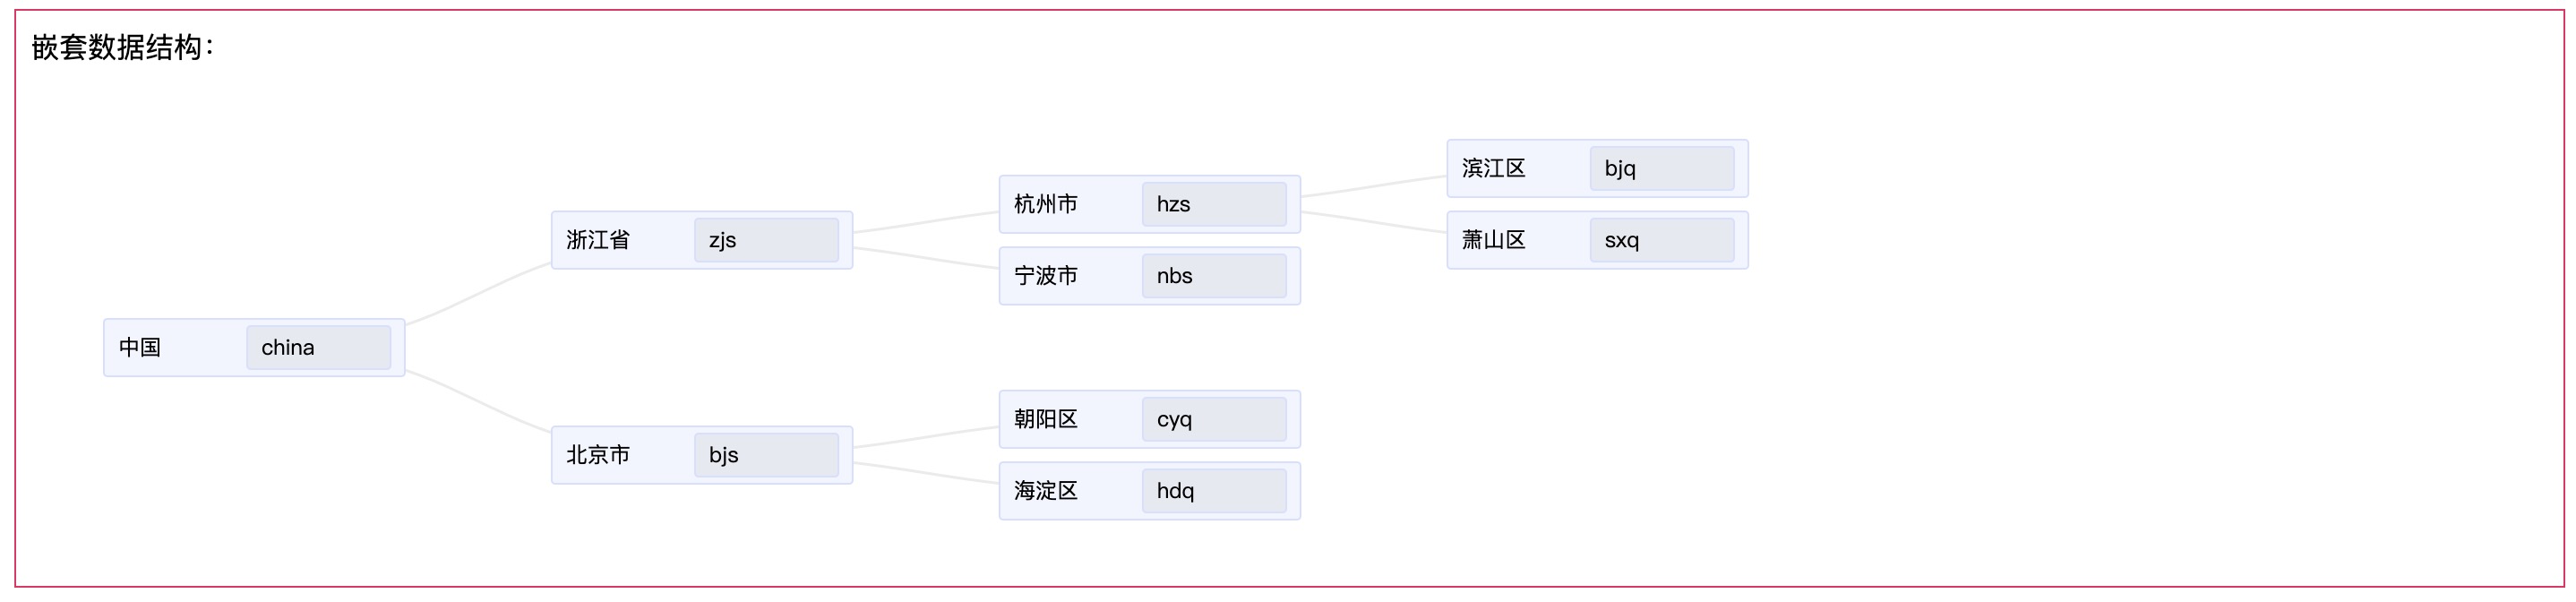 嵌套数据结构：
中国 china
浙江省 zjs
杭州市 hzs
滨江区 bjq
萧山区 sxq
宁波市 nbs
北京市 bjs
朝阳区 cyq
海淀区 hdq